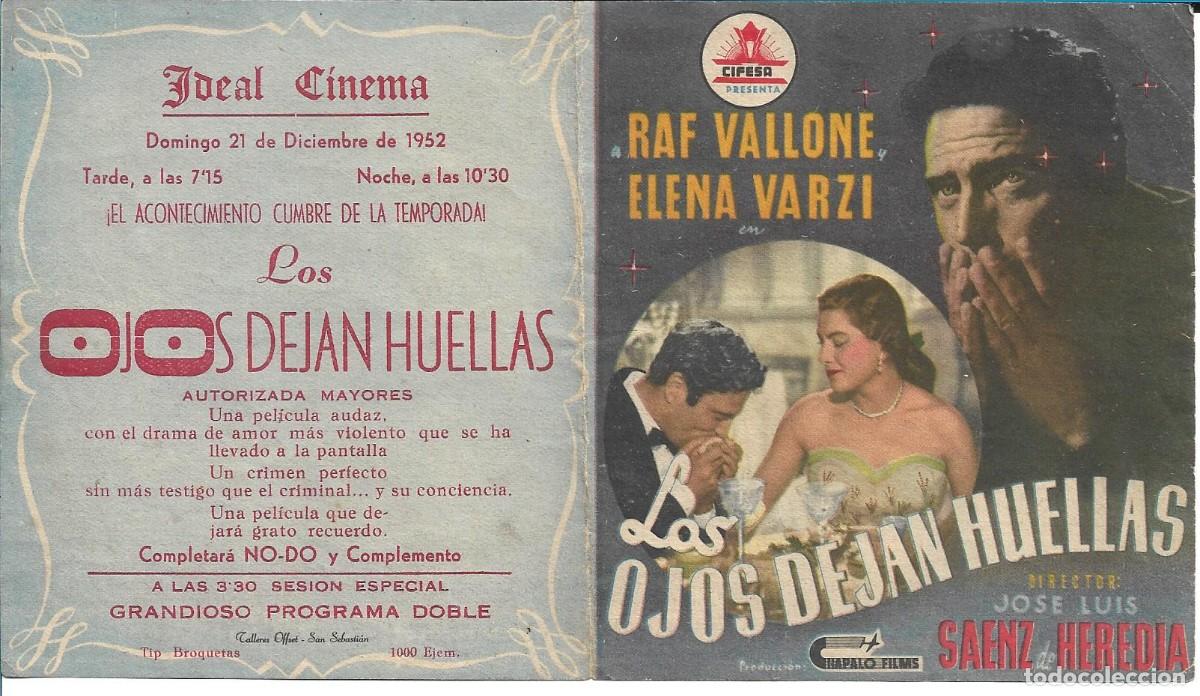 Ideal Cinema
Domingo 21 de Diciembre de 1952
Tarde, a las 7'15 Noche, a las 10'30
¡EL ACONTECIMIENTO CUMBRE DE LA TEMPORADA!
Los
OJOS DEJAN HUELLAS
AUTORIZADA MAYORES
Una película audaz,
con el drama de amor más violento que se ha
llevado a la pantalla
Un crimen perfecto
sin más testigo que el criminal... y su conciencia.
Una película que de-
jará grato recuerdo.
Completará NO-DO y Complemento
A LAS 3'30 SESION ESPECIAL
GRANDIOSO PROGRAMA DOBLE
Talleres Offset - San Sebastián
Tip Broquetas 1000 Ejem.
CIFESA
PRESENTA
a RAF VALLONE y
ELENA VARZI
en
Los
OJOS DEJAN HUELLAS
DIRECTOR:
JOSE LUIS
SAENZ de HEREDIA
Producción: CHAPALO FILMS
todocoleccion